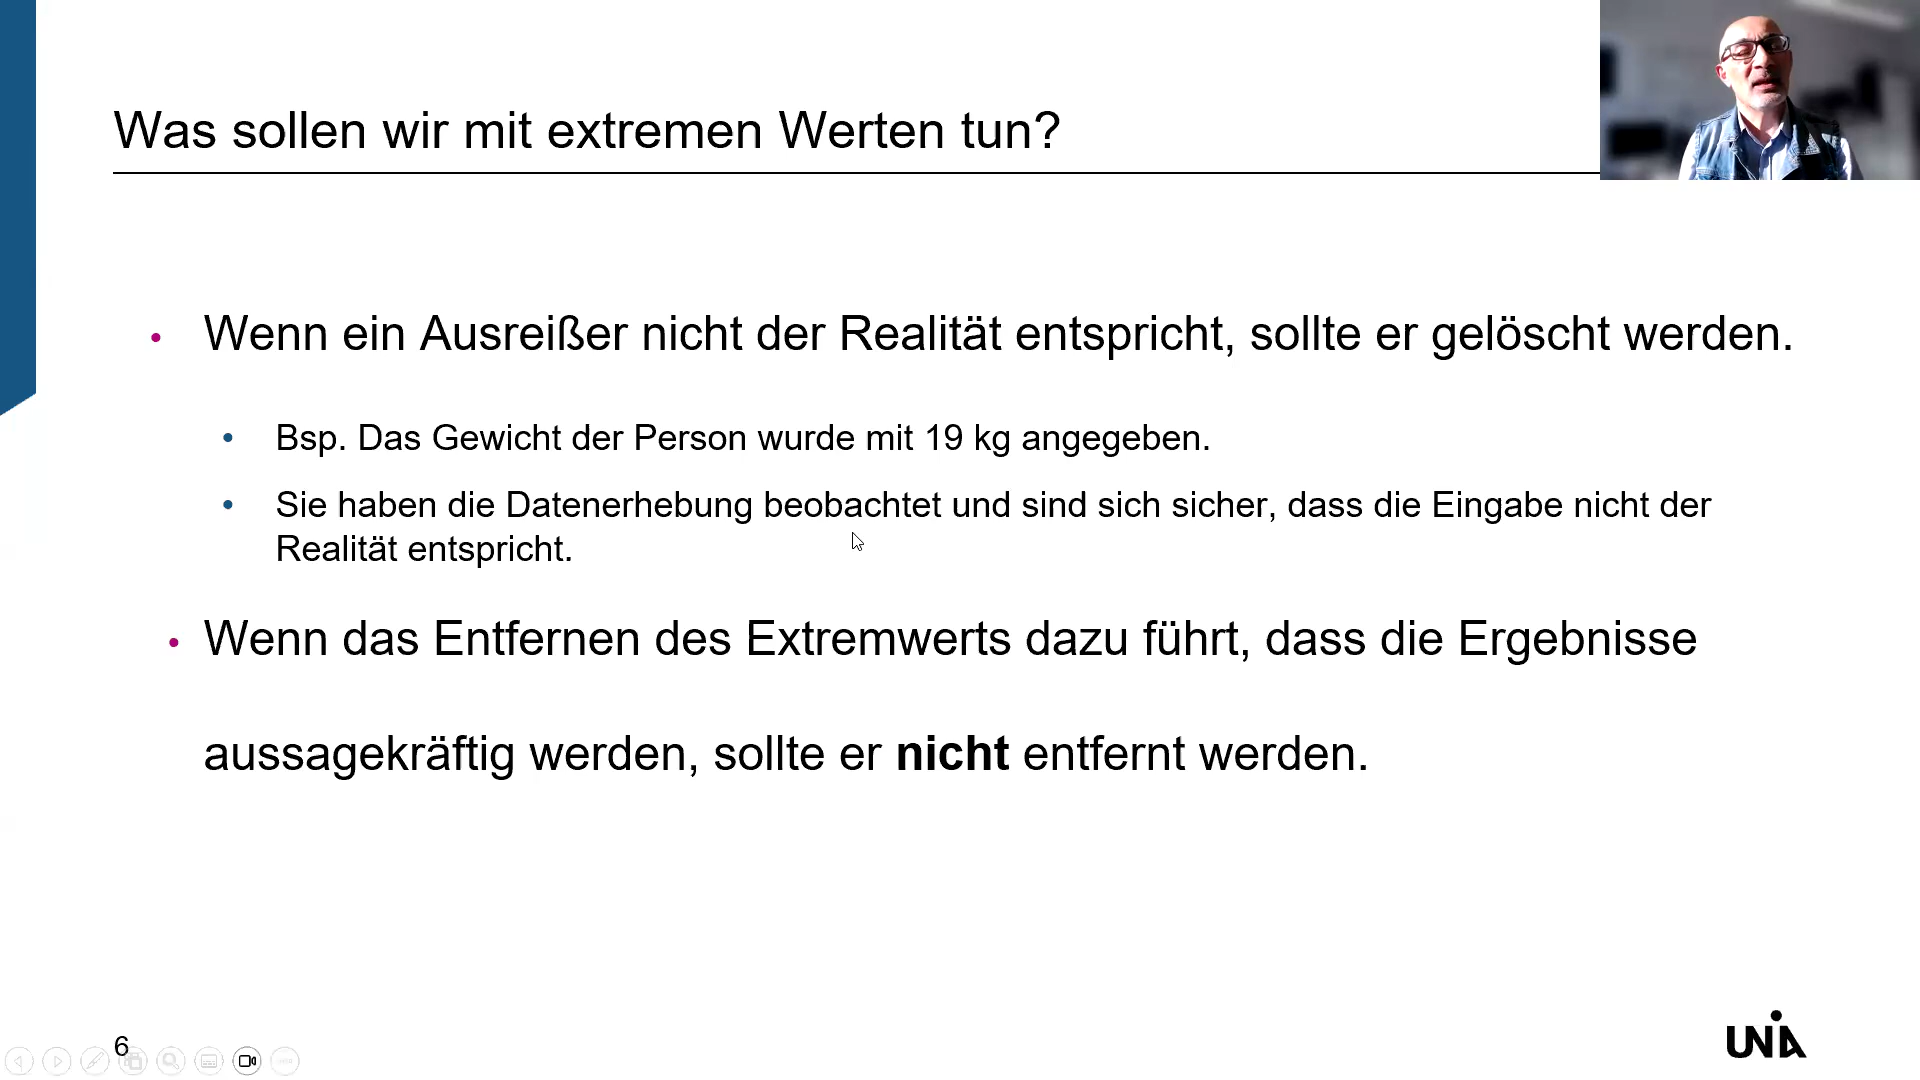 Was sollen wir mit extremen Werten tun?
• Wenn ein Ausreißer nicht der Realität entspricht, sollte er gelöscht werden.
• Bsp. Das Gewicht der Person wurde mit 19 kg angegeben.
• Sie haben die Datenerhebung beobachtet und sind sich sicher, dass die Eingabe nicht der
Realität entspricht.
• Wenn das Entfernen des Extremwerts dazu führt, dass die Ergebnisse
aussagekräftig werden, sollte er nicht entfernt werden.
6
UNIA